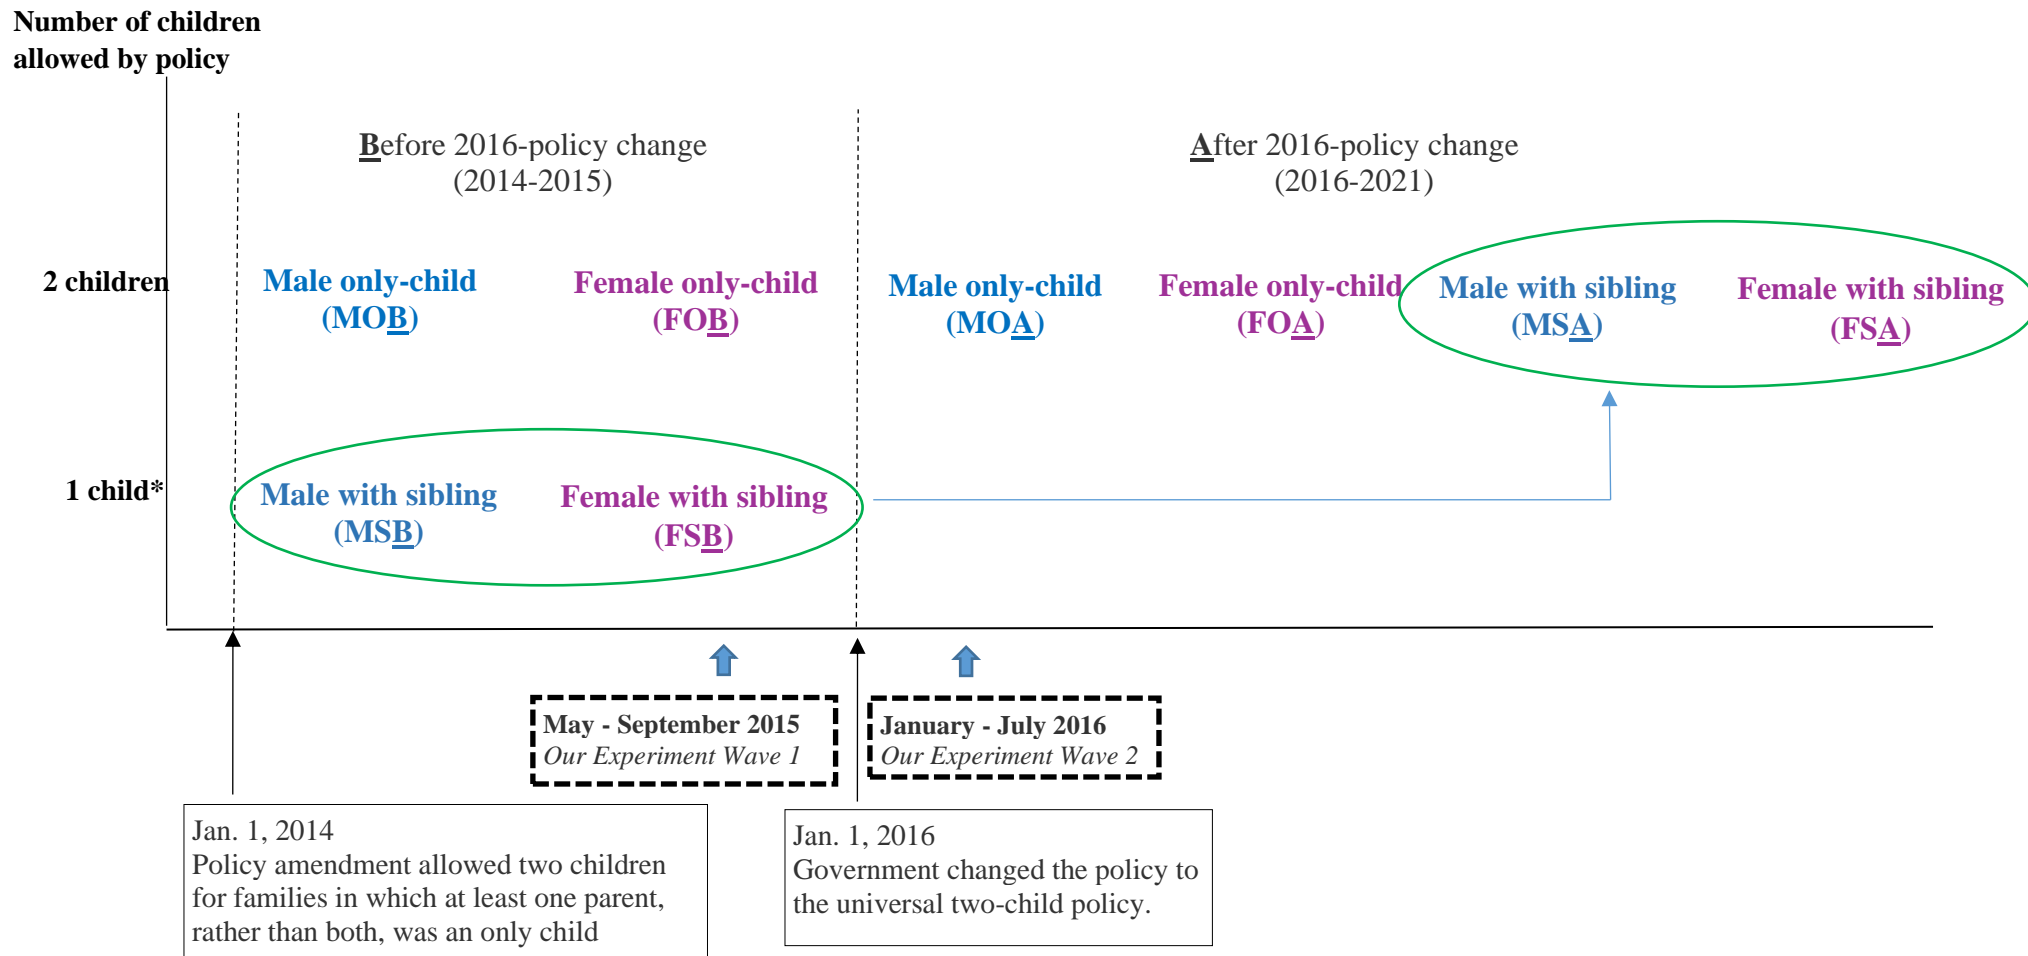 Number of children
allowed by policy
Before 2016-policy change
(2014-2015)
After 2016-policy change
(2016-2021)
2 children
Male only-child
(MOB)
Female only-child
(FOB)
Male only-child
(MOA)
Female only-child
(FOA)
Male with sibling
(MSA)
Female with sibling
(FSA)
1 child*
Male with sibling
(MSB)
Female with sibling
(FSB)
May - September 2015
Our Experiment Wave 1
January - July 2016
Our Experiment Wave 2
Jan. 1, 2014
Policy amendment allowed two children
for families in which at least one parent,
rather than both, was an only child
Jan. 1, 2016
Government changed the policy to
the universal two-child policy.